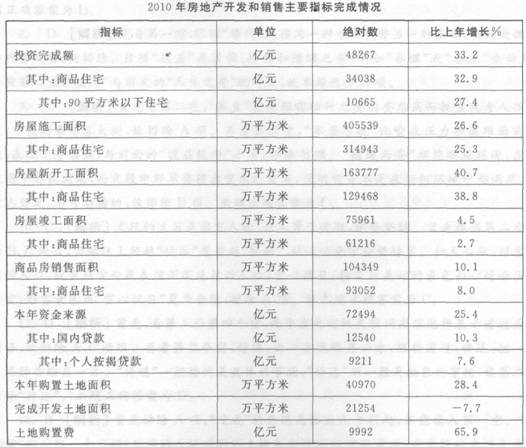 2010年房地产开发和销售主要指标完成情况
指标 单位 绝对数 比上年增长%
投资完成额 亿元 48267 33.2
其中:商品住宅 亿元 34038 32.9
其中:90平方米以下住宅 亿元 10665 27.4
房屋施工面积 万平方米 405539 26.6
其中:商品住宅 万平方米 314943 25.3
房屋新开工面积 万平方米 163777 40.7
其中:商品住宅 万平方米 129468 38.8
房屋竣工面积 万平方米 75961 4.5
其中:商品住宅 万平方米 61216 2.7
商品房销售面积 万平方米 104349 10.1
其中:商品住宅 万平方米 93052 8.0
本年资金来源 亿元 72494 25.4
其中:国内贷款 亿元 12540 10.3
其中:个人按揭贷款 亿元 9211 7.6
本年购置土地面积 万平方米 40970 28.4
完成开发土地面积 万平方米 21254 -7.7
土地购置费 亿元 9992 65.9